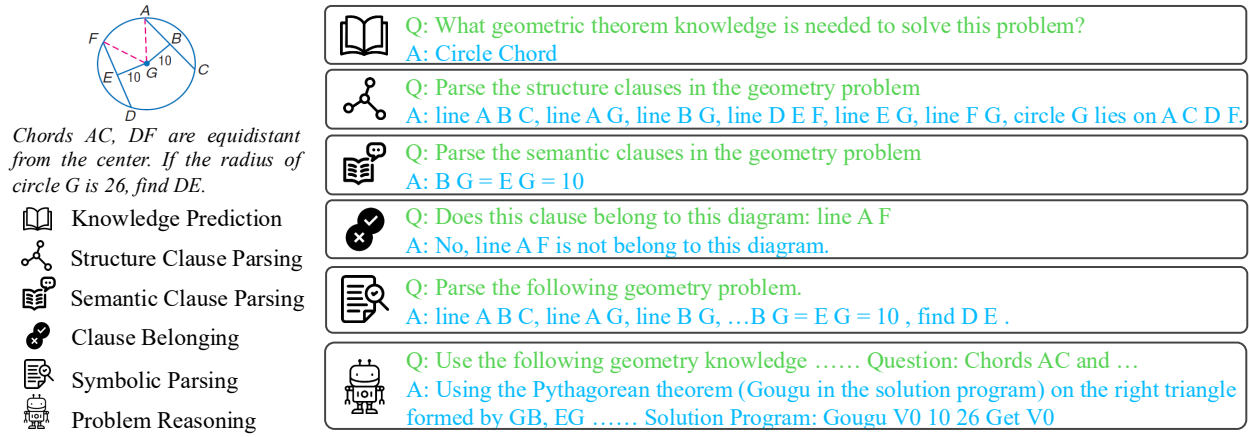 A
F
B
10
G
C
E
10
D
Chords AC, DF are equidistant
from the center. If the radius of
circle G is 26, find DE.
Knowledge Prediction
Structure Clause Parsing
Semantic Clause Parsing
Clause Belonging
Symbolic Parsing
Problem Reasoning
Q: What geometric theorem knowledge is needed to solve this problem?
A: Circle Chord
Q: Parse the structure clauses in the geometry problem
A: line A B C, line A G, line B G, line D E F, line E G, line F G, circle G lies on A C D F.
Q: Parse the semantic clauses in the geometry problem
A: B G = E G = 10
Q: Does this clause belong to this diagram: line A F
A: No, line A F is not belong to this diagram.
Q: Parse the following geometry problem.
A: line A B C, line A G, line B G, …B G = E G = 10 , find D E .
Q: Use the following geometry knowledge …… Question: Chords AC and …
A: Using the Pythagorean theorem (Gougu in the solution program) on the right triangle
formed by GB, EG …… Solution Program: Gougu V0 10 26 Get V0